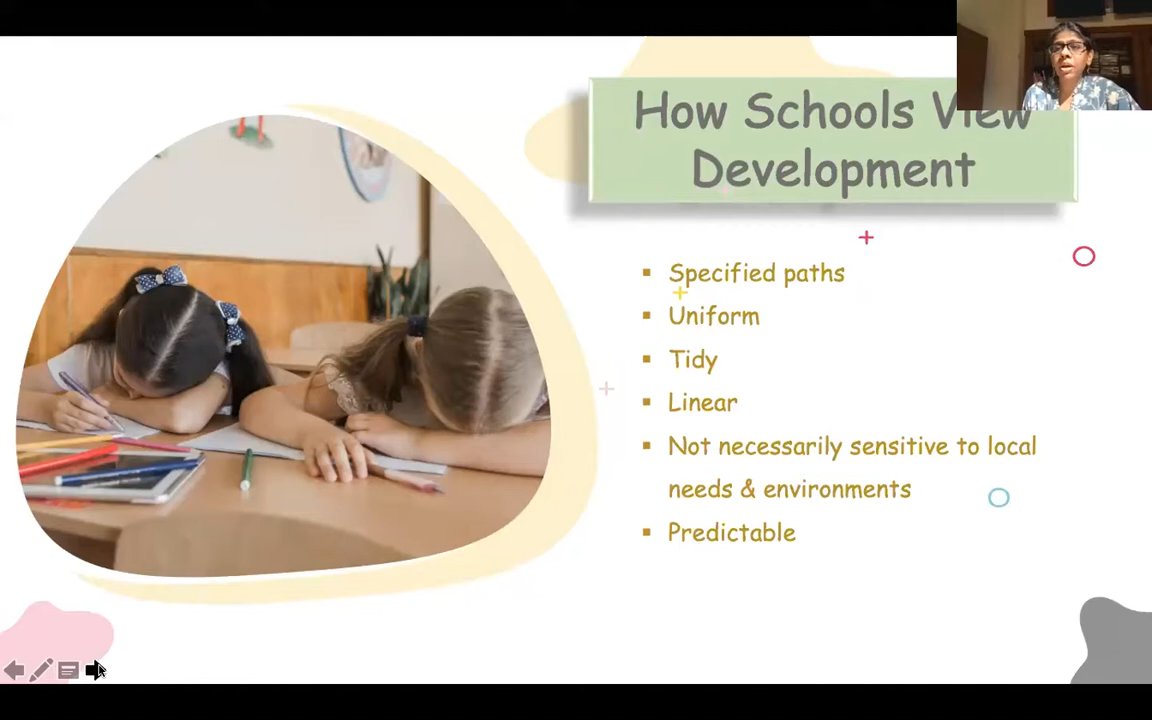 How Schools View
Development
▪ Specified paths
▪ Uniform
▪ Tidy
▪ Linear
▪ Not necessarily sensitive to local
needs & environments
▪ Predictable